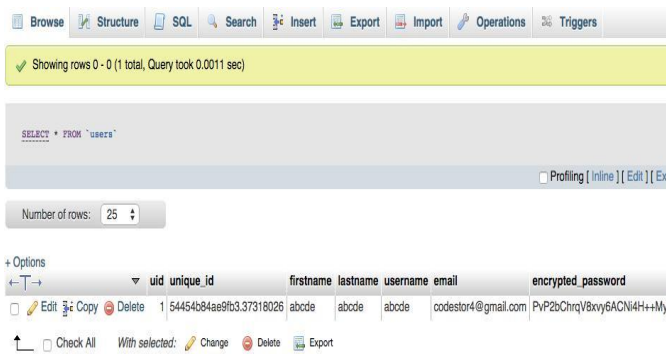 Browse Structure SQL Search Insert Export Import Operations Triggers
Showing rows 0 - 0 (1 total, Query took 0.0011 sec)
SELECT * FROM `users`
Profiling [ Inline ] [ Edit ] [ Ex
Number of rows: 25
+ Options
←T→ uid unique_id firstname lastname username email encrypted_password
Edit Copy Delete 1 54454b84ae9fb3.37318026 abcde abcde abcde codestor4@gmail.com PvP2bChrqV8xvy6ACNi4H++My
Check All With selected: Change Delete Export